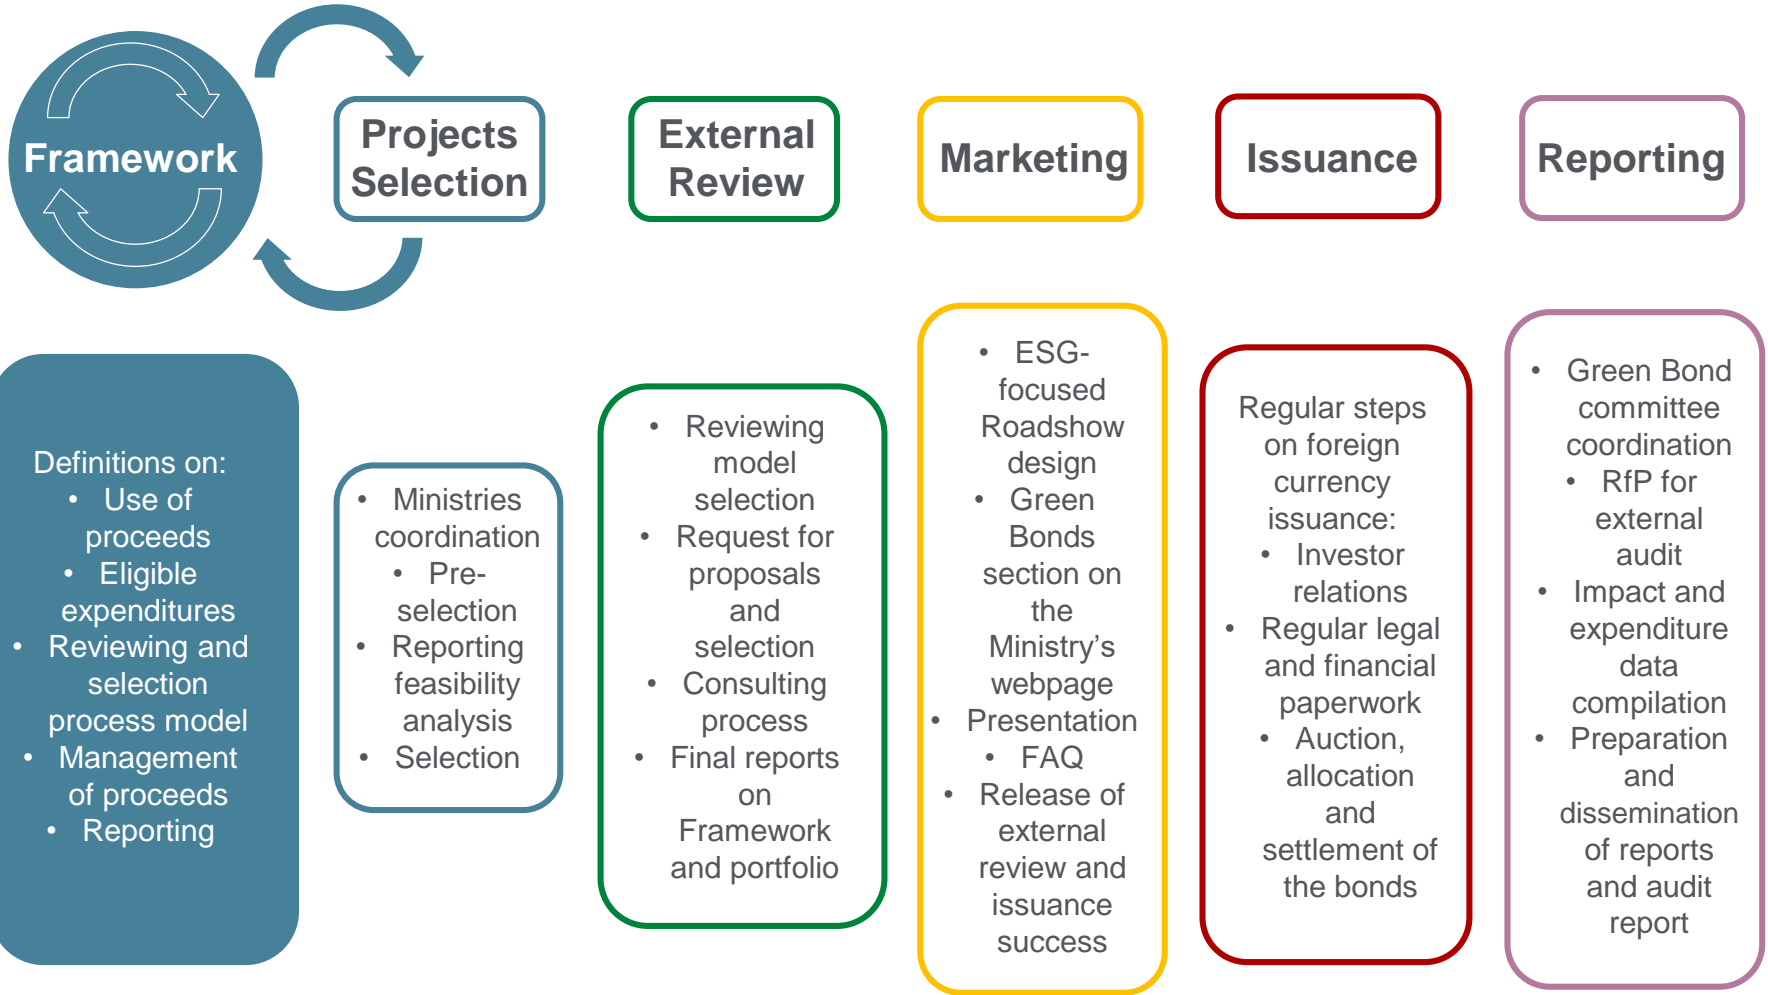 Framework
Projects
Selection
External
Review
Marketing
Issuance
Reporting
Definitions on:
• Use of
proceeds
• Eligible
expenditures
• Reviewing and
selection
process model
• Management
of proceeds
• Reporting
• Ministries
coordination
• Pre-
selection
• Reporting
feasibility
analysis
• Selection
• Reviewing
model
selection
• Request for
proposals
and
selection
• Consulting
process
• Final reports
on
Framework
and portfolio
• ESG-
focused
Roadshow
design
• Green
Bonds
section on
the
Ministry’s
webpage
• Presentation
• FAQ
• Release of
external
review and
issuance
success
Regular steps
on foreign
currency
issuance:
• Investor
relations
• Regular legal
and financial
paperwork
• Auction,
allocation
and
settlement of
the bonds
• Green Bond
committee
coordination
• RfP for
external
audit
• Impact and
expenditure
data
compilation
• Preparation
and
dissemination
of reports
and audit
report